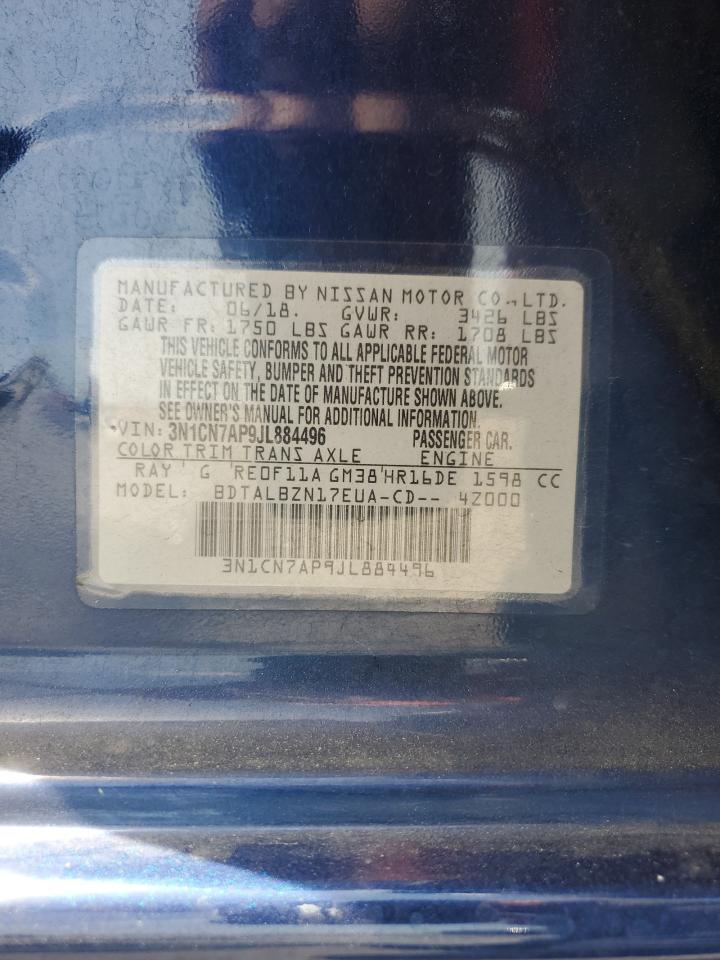 MANUFACTURED BY NISSAN MOTOR CO., LTD.
DATE: 06/18. GVWR: 3426 LBS
GAWR FR: 1750 LBS GAWR RR: 1708 LBS
THIS VEHICLE CONFORMS TO ALL APPLICABLE FEDERAL MOTOR
VEHICLE SAFETY, BUMPER AND THEFT PREVENTION STANDARDS
IN EFFECT ON THE DATE OF MANUFACTURE SHOWN ABOVE.
SEE OWNER'S MANUAL FOR ADDITIONAL INFORMATION.
VIN: 3N1CN7AP9JL884496 PASSENGER CAR.
COLOR TRIM TRANS AXLE ENGINE
RAY G RE0F11A GM38 HR16DE 1598 CC
MODEL: BDTALBZN17EUA-CD-- 4Z000
3N1CN7AP9JL884496